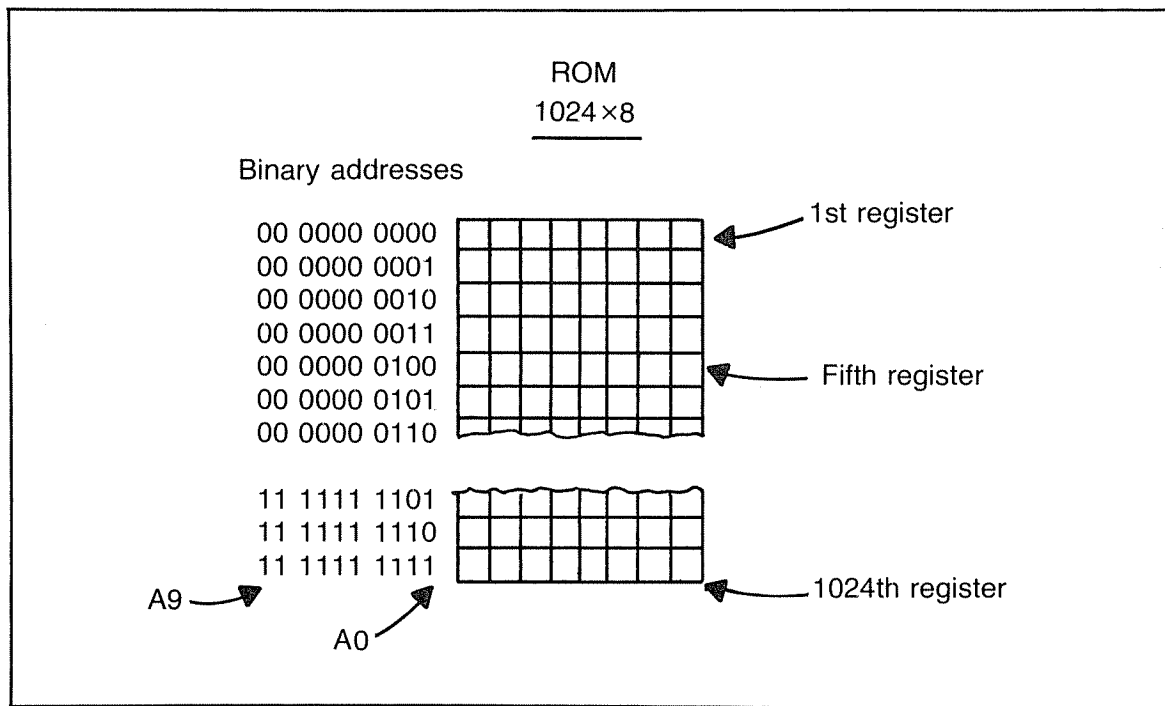 ROM
1024×8
Binary addresses
00 0000 0000
1st register
00 0000 0001
00 0000 0010
00 0000 0011
00 0000 0100
Fifth register
00 0000 0101
00 0000 0110
11 1111 1101
11 1111 1110
11 1111 1111
1024th register
A9
A0